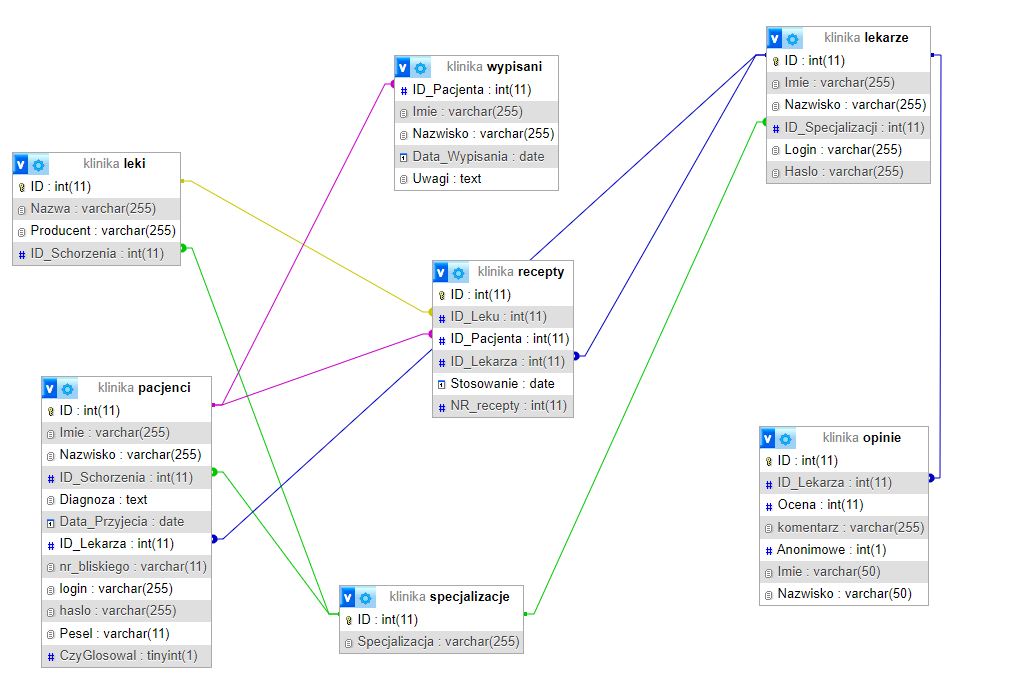 klinika lekarze
ID : int(11)
Imie : varchar(255)
Nazwisko : varchar(255)
ID_Specjalizacji : int(11)
Login : varchar(255)
Haslo : varchar(255)
klinika wypisani
ID_Pacjenta : int(11)
Imie : varchar(255)
Nazwisko : varchar(255)
Data_Wypisania : date
Uwagi : text
klinika leki
ID : int(11)
Nazwa : varchar(255)
Producent : varchar(255)
ID_Schorzenia : int(11)
klinika recepty
ID : int(11)
ID_Leku : int(11)
ID_Pacjenta : int(11)
ID_Lekarza : int(11)
Stosowanie : date
NR_recepty : int(11)
klinika pacjenci
ID : int(11)
Imie : varchar(255)
Nazwisko : varchar(255)
ID_Schorzenia : int(11)
Diagnoza : text
Data_Przyjecia : date
ID_Lekarza : int(11)
nr_bliskiego : varchar(11)
login : varchar(255)
haslo : varchar(255)
Pesel : varchar(11)
CzyGlosowal : tinyint(1)
klinika opinie
ID : int(11)
ID_Lekarza : int(11)
Ocena : int(11)
komentarz : varchar(255)
Anonimowe : int(1)
Imie : varchar(50)
Nazwisko : varchar(50)
klinika specjalizacje
ID : int(11)
Specjalizacja : varchar(255)